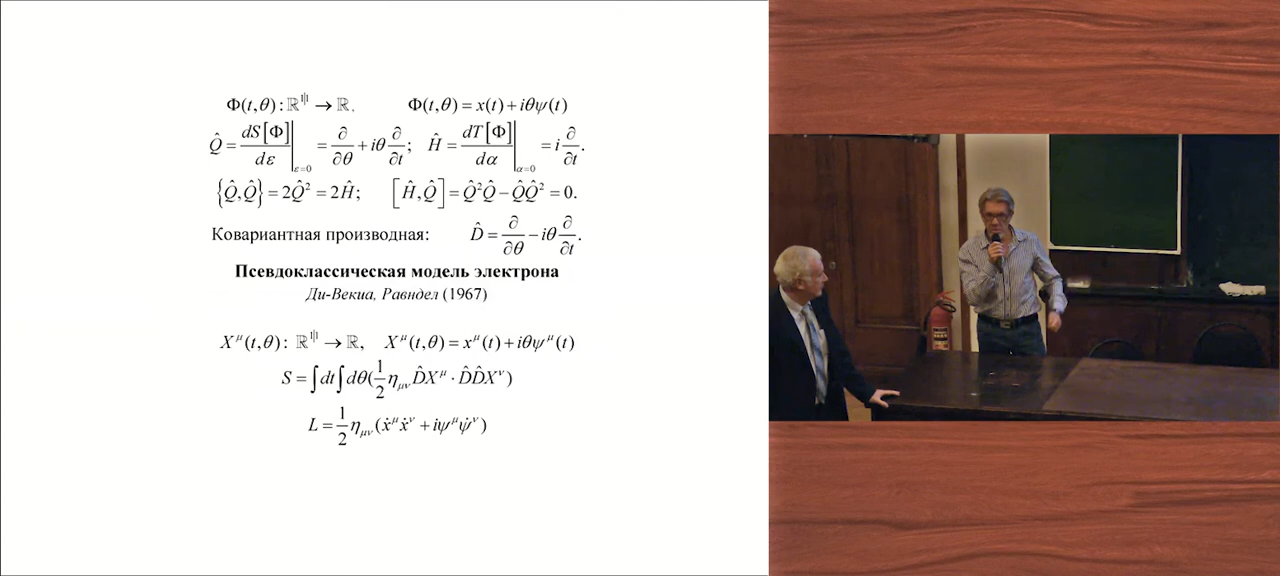 Φ(t,θ) : ℝ^{1|1} → ℝ, Φ(t,θ) = x(t) + iθψ(t)
Q̂ = dS[Φ]/dε |_{ε=0} = ∂/∂θ + iθ ∂/∂t; Ĥ = dT[Φ]/dα |_{α=0} = i ∂/∂t.
{Q̂,Q̂} = 2Q̂² = 2Ĥ; [Ĥ,Q̂] = Q̂²Q̂ − Q̂Q̂² = 0.
Ковариантная производная: D̂ = ∂/∂θ − iθ ∂/∂t.
Псевдоклассическая модель электрона
Ди-Векиа, Равндел (1967)
X^μ(t,θ) : ℝ^{1|1} → ℝ, X^μ(t,θ) = x^μ(t) + iθψ^μ(t)
S = ∫dt∫dθ(1/2 η_{μν} D̂X^μ · D̂D̂X^ν)
L = 1/2 η_{μν}(ẋ^μ ẋ^ν + iψ^μ ψ̇^ν)